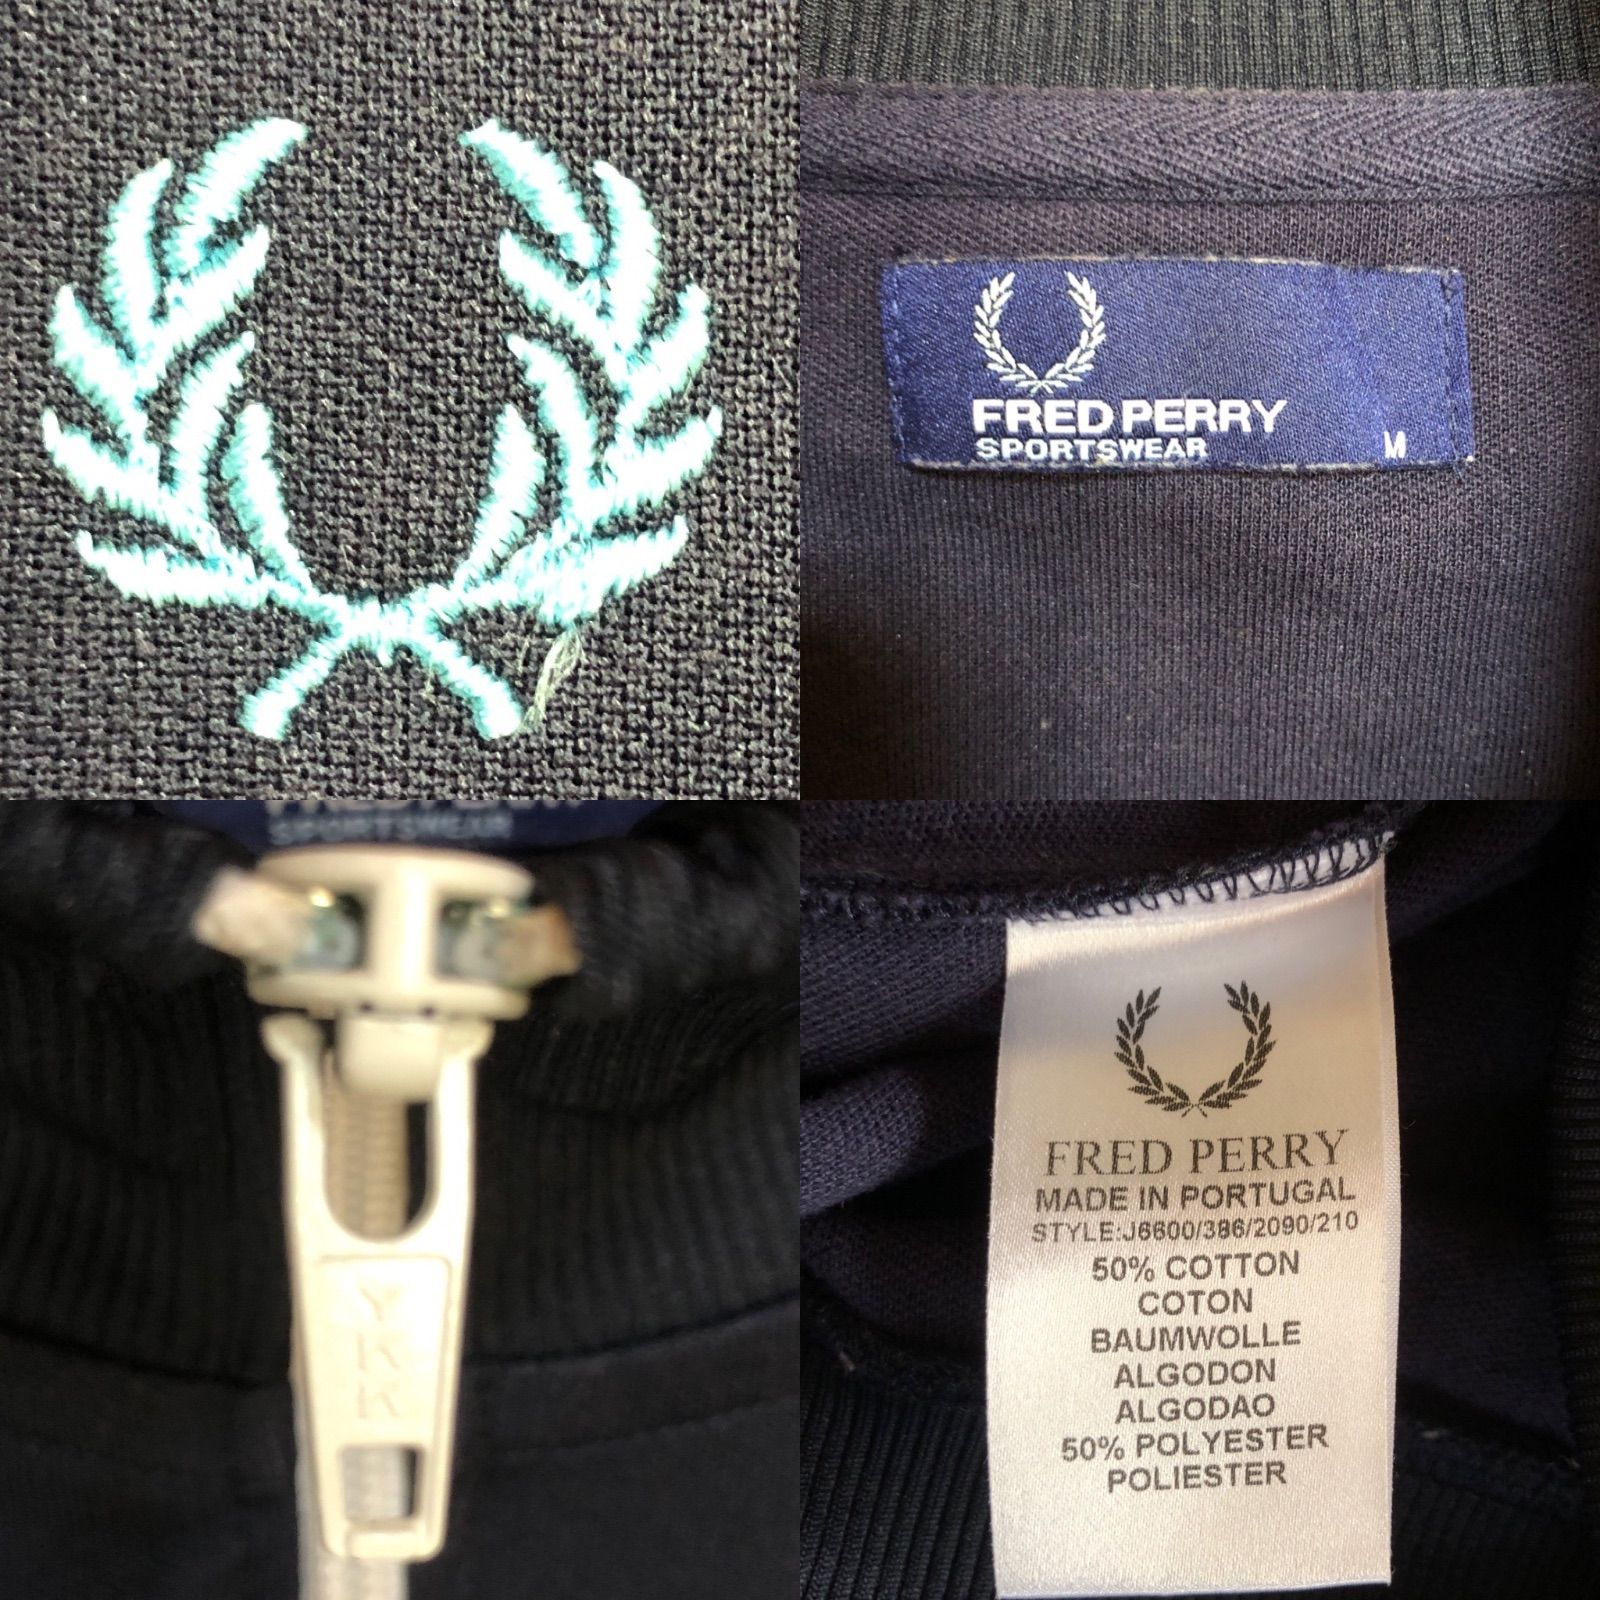 FRED PERRY
SPORTSWEAR
M
SPORTSWEAR
YKK
FRED PERRY
MADE IN PORTUGAL
STYLE:J6600/386/2090/210
50% COTTON
COTON
BAUMWOLLE
ALGODON
ALGODAO
50% POLYESTER
POLIESTER